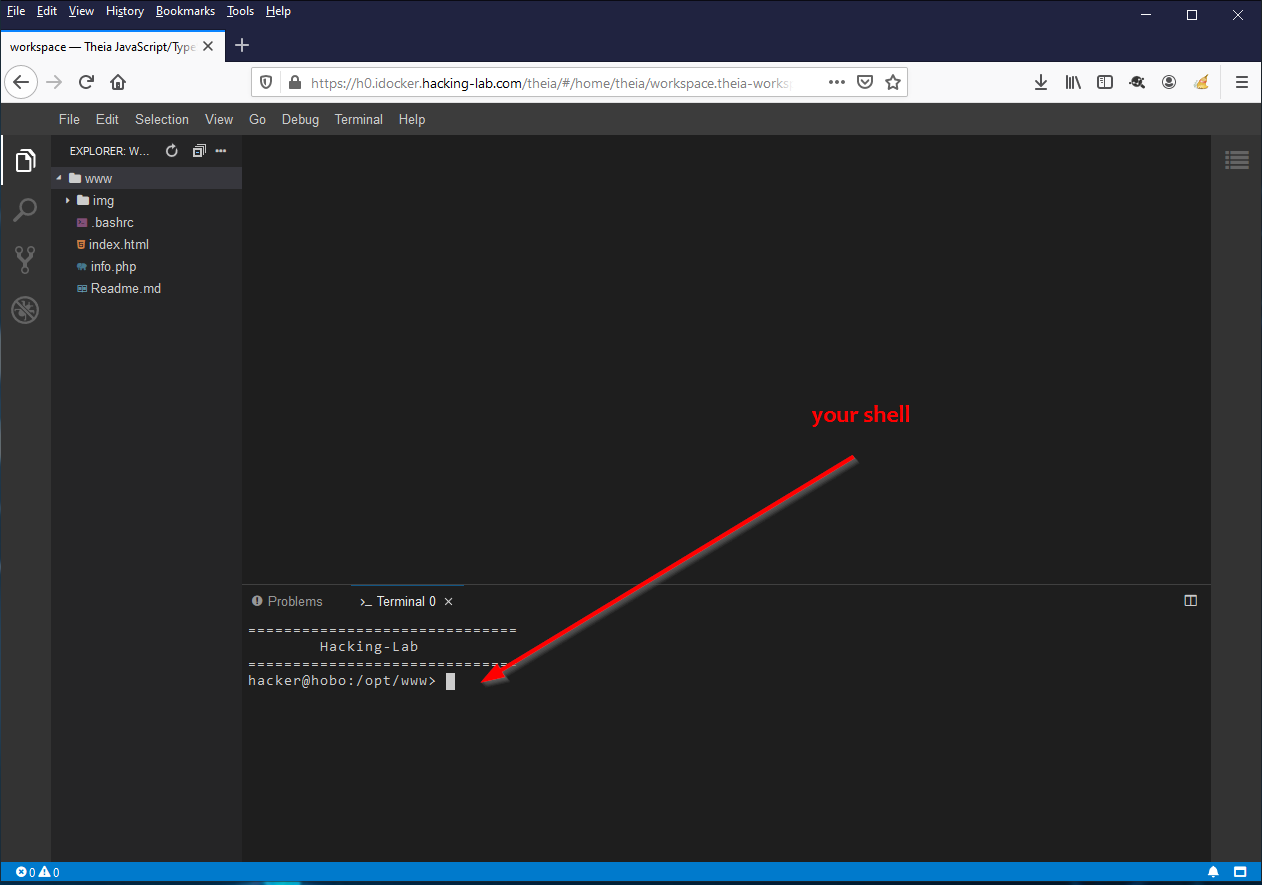 File Edit View History Bookmarks Tools Help
workspace — Theia JavaScript/Type
https://h0.idocker.hacking-lab.com/theia/#/home/theia/workspace.theia-works
File Edit Selection View Go Debug Terminal Help
EXPLORER: W...
www
img
.bashrc
index.html
info.php
Readme.md
your shell
Problems >_ Terminal 0
==============================
Hacking-Lab
==============================
hacker@hobo:/opt/www>
0 0